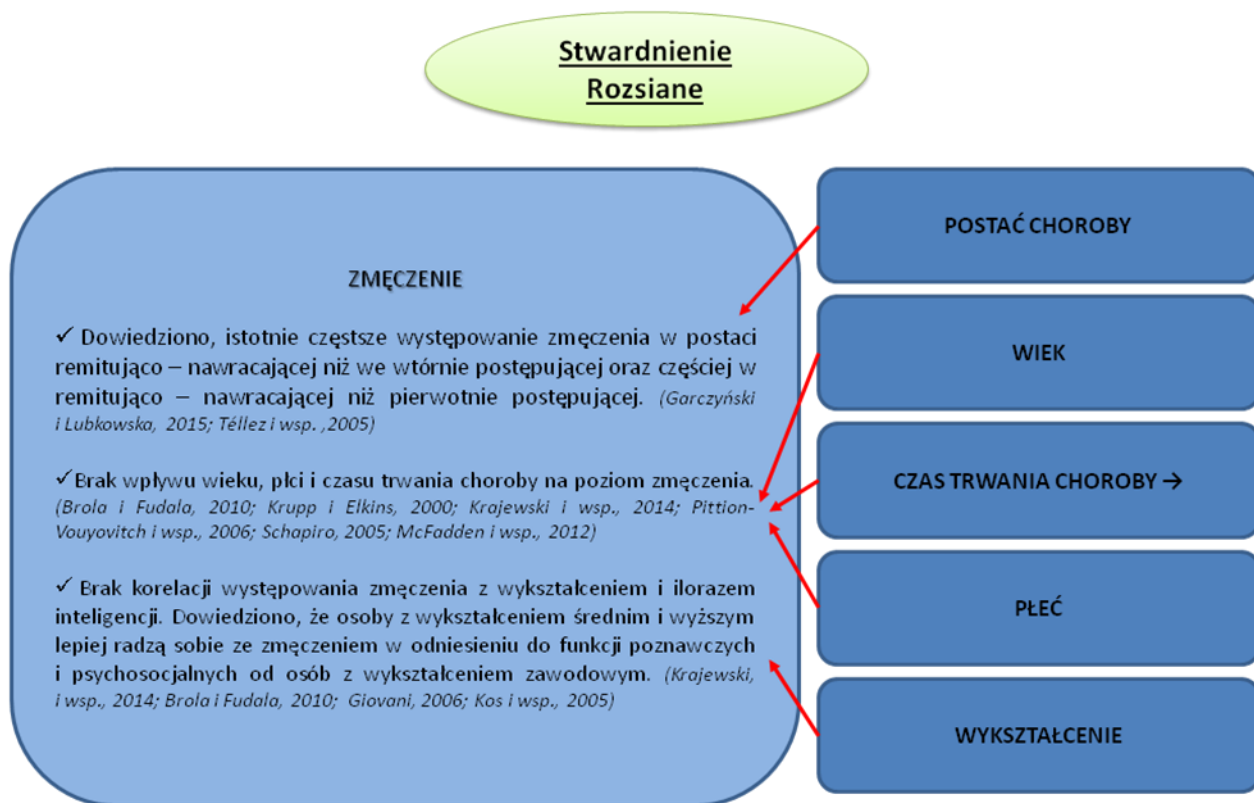 Stwardnienie
Rozsiane
ZMĘCZENIE
✓ Dowiedziono, istotnie częstsze występowanie zmęczenia w postaci
remitująco – nawracającej niż we wtórnie postępującej oraz częściej w
remitująco – nawracającej niż pierwotnie postępującej. (Garczyński
i Lubkowska, 2015; Téllez i wsp. ,2005)
✓Brak wpływu wieku, płci i czasu trwania choroby na poziom zmęczenia.
(Brola i Fudala, 2010; Krupp i Elkins, 2000; Krajewski i wsp., 2014; Pittion-
Vouyovitch i wsp., 2006; Schapiro, 2005; McFadden i wsp., 2012)
✓ Brak korelacji występowania zmęczenia z wykształceniem i ilorazem
inteligencji. Dowiedziono, że osoby z wykształceniem średnim i wyższym
lepiej radzą sobie ze zmęczeniem w odniesieniu do funkcji poznawczych
i psychosocjalnych od osób z wykształceniem zawodowym. (Krajewski,
i wsp., 2014; Brola i Fudala, 2010; Giovani, 2006; Kos i wsp., 2005)
POSTAĆ CHOROBY
WIEK
CZAS TRWANIA CHOROBY →
PŁEĆ
WYKSZTAŁCENIE